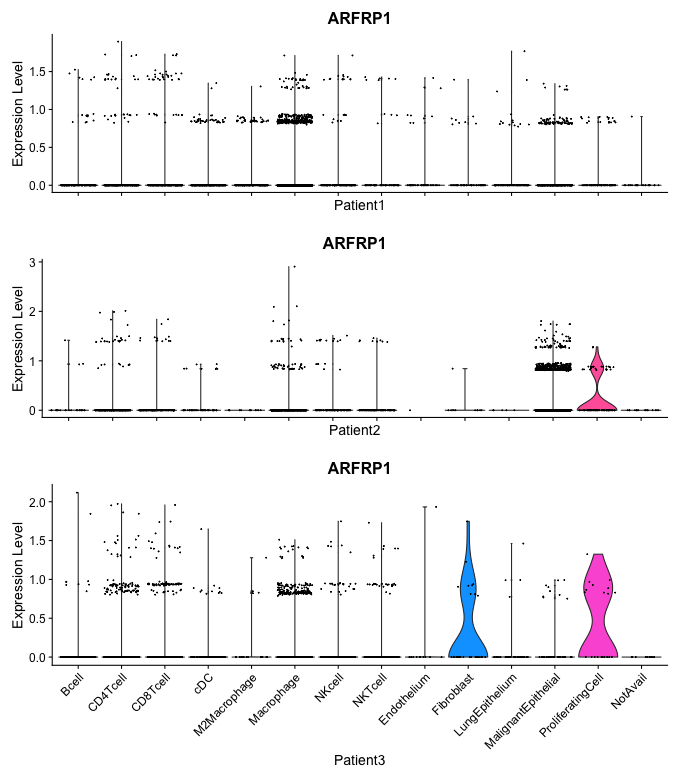 ARFRP1
Expression Level
1.5
1.0
0.5
0.0
Patient1
ARFRP1
Expression Level
3
2
1
0
Patient2
ARFRP1
Expression Level
2.0
1.5
1.0
0.5
0.0
Bcell
CD4Tcell
CD8Tcell
cDC
M2Macrophage
Macrophage
NKcell
NKTcell
Endothelium
Fibroblast
LungEpithelium
MalignantEpithelial
ProliferatingCell
NotAvail
Patient3